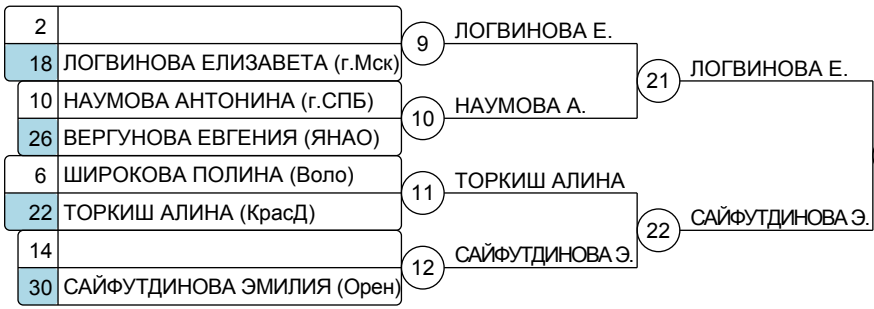 2
9 ЛОГВИНОВА Е.
18 ЛОГВИНОВА ЕЛИЗАВЕТА (г.Мск)
21 ЛОГВИНОВА Е.
10 НАУМОВА АНТОНИНА (г.СПБ)
10 НАУМОВА А.
26 ВЕРГУНОВА ЕВГЕНИЯ (ЯНАО)
6 ШИРОКОВА ПОЛИНА (Воло)
11 ТОРКИШ АЛИНА
22 ТОРКИШ АЛИНА (КрасД)
22 САЙФУТДИНОВА Э.
14
12 САЙФУТДИНОВА Э.
30 САЙФУТДИНОВА ЭМИЛИЯ (Орен)